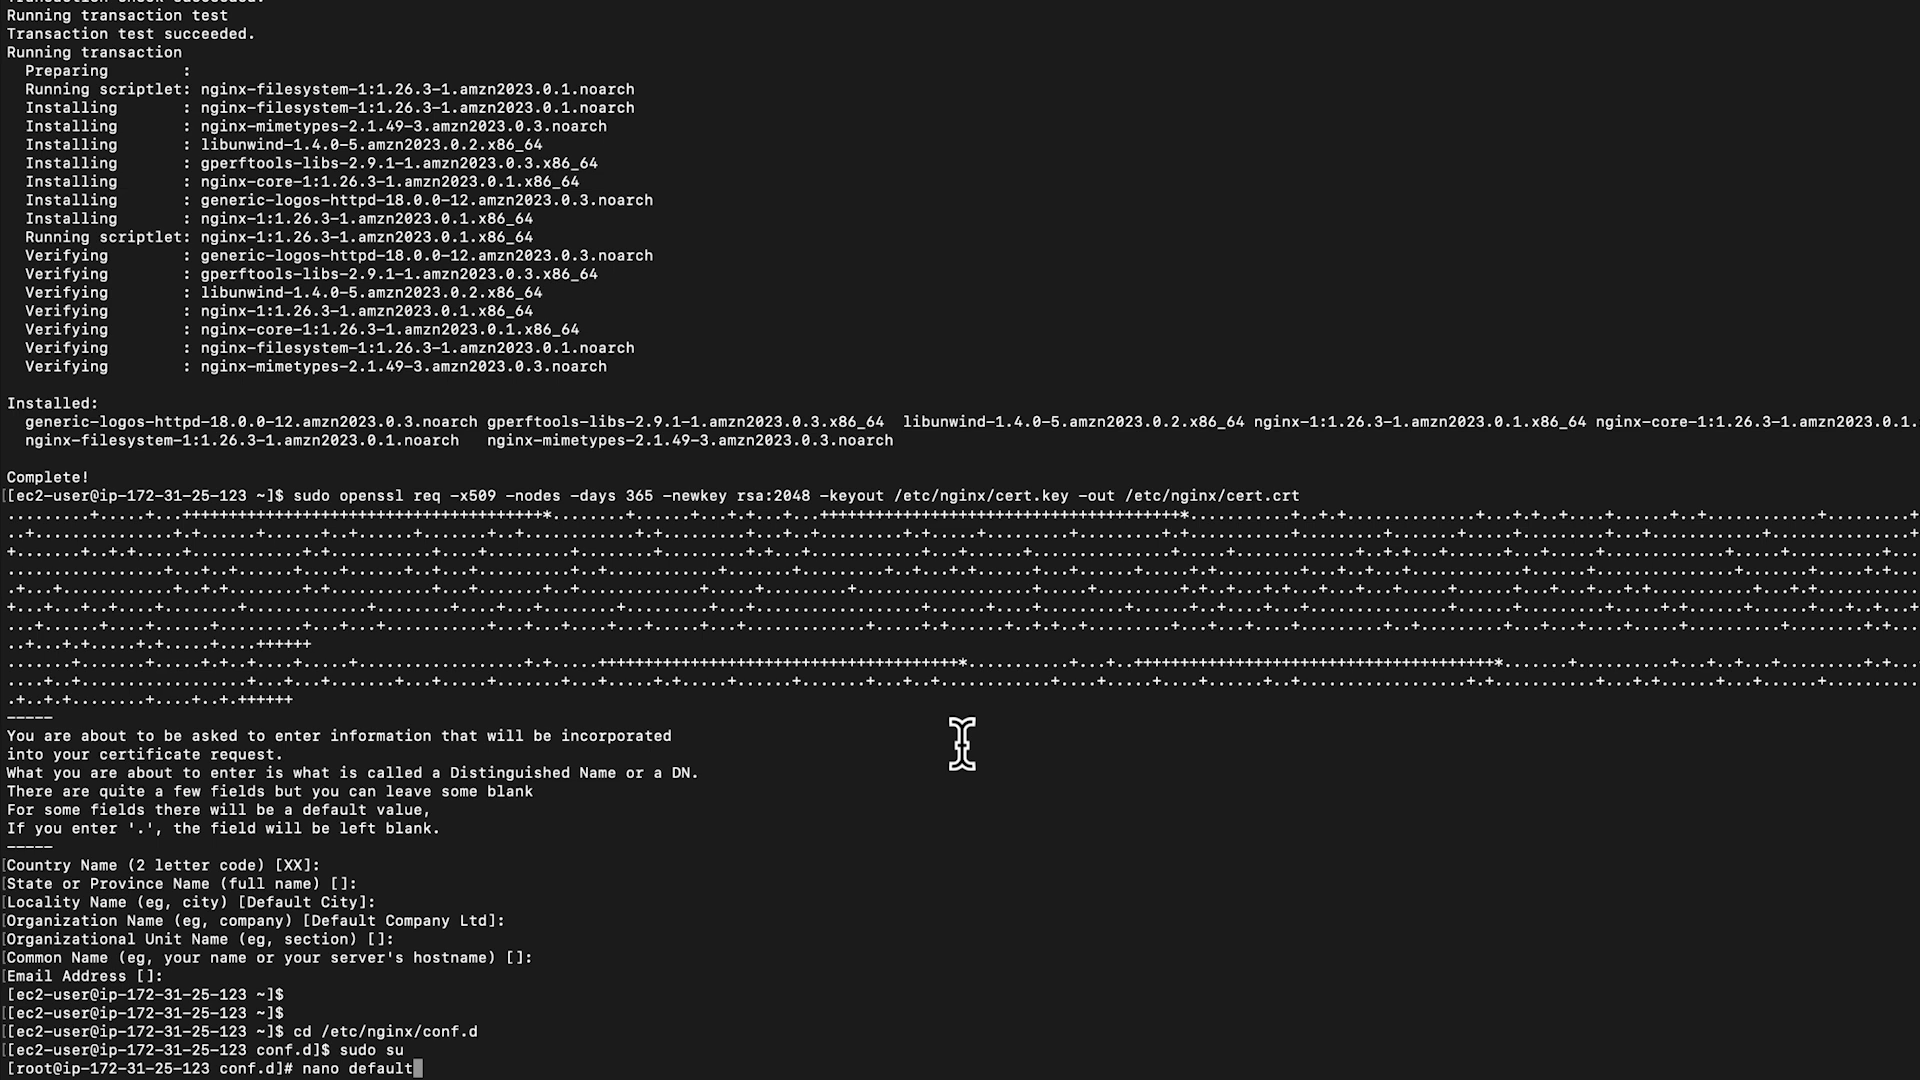 Running transaction test
Transaction test succeeded.
Running transaction
Preparing :
Running scriptlet: nginx-filesystem-1:1.26.3-1.amzn2023.0.1.noarch
Installing : nginx-filesystem-1:1.26.3-1.amzn2023.0.1.noarch
Installing : nginx-mimetypes-2.1.49-3.amzn2023.0.3.noarch
Installing : libunwind-1.4.0-5.amzn2023.0.2.x86_64
Installing : gperftools-libs-2.9.1-1.amzn2023.0.3.x86_64
Installing : nginx-core-1:1.26.3-1.amzn2023.0.1.x86_64
Installing : generic-logos-httpd-18.0.0-12.amzn2023.0.3.noarch
Installing : nginx-1:1.26.3-1.amzn2023.0.1.x86_64
Running scriptlet: nginx-1:1.26.3-1.amzn2023.0.1.x86_64
Verifying : generic-logos-httpd-18.0.0-12.amzn2023.0.3.noarch
Verifying : gperftools-libs-2.9.1-1.amzn2023.0.3.x86_64
Verifying : libunwind-1.4.0-5.amzn2023.0.2.x86_64
Verifying : nginx-1:1.26.3-1.amzn2023.0.1.x86_64
Verifying : nginx-core-1:1.26.3-1.amzn2023.0.1.x86_64
Verifying : nginx-filesystem-1:1.26.3-1.amzn2023.0.1.noarch
Verifying : nginx-mimetypes-2.1.49-3.amzn2023.0.3.noarch
Installed:
generic-logos-httpd-18.0.0-12.amzn2023.0.3.noarch gperftools-libs-2.9.1-1.amzn2023.0.3.x86_64 libunwind-1.4.0-5.amzn2023.0.2.x86_64 nginx-1:1.26.3-1.amzn2023.0.1.x86_64 nginx-core-1:1.26.3-1.amzn2023.0.1.
nginx-filesystem-1:1.26.3-1.amzn2023.0.1.noarch nginx-mimetypes-2.1.49-3.amzn2023.0.3.noarch
Complete!
[[ec2-user@ip-172-31-25-123 ~]$ sudo openssl req -x509 -nodes -days 365 -newkey rsa:2048 -keyout /etc/nginx/cert.key -out /etc/nginx/cert.crt
-----
You are about to be asked to enter information that will be incorporated
into your certificate request.
What you are about to enter is what is called a Distinguished Name or a DN.
There are quite a few fields but you can leave some blank
For some fields there will be a default value,
If you enter '.', the field will be left blank.
-----
[Country Name (2 letter code) [XX]:
[State or Province Name (full name) []:
[Locality Name (eg, city) [Default City]:
[Organization Name (eg, company) [Default Company Ltd]:
[Organizational Unit Name (eg, section) []:
[Common Name (eg, your name or your server's hostname) []:
[Email Address []:
[ec2-user@ip-172-31-25-123 ~]$
[[ec2-user@ip-172-31-25-123 ~]$
[[ec2-user@ip-172-31-25-123 ~]$ cd /etc/nginx/conf.d
[[ec2-user@ip-172-31-25-123 conf.d]$ sudo su
[root@ip-172-31-25-123 conf.d]# nano default